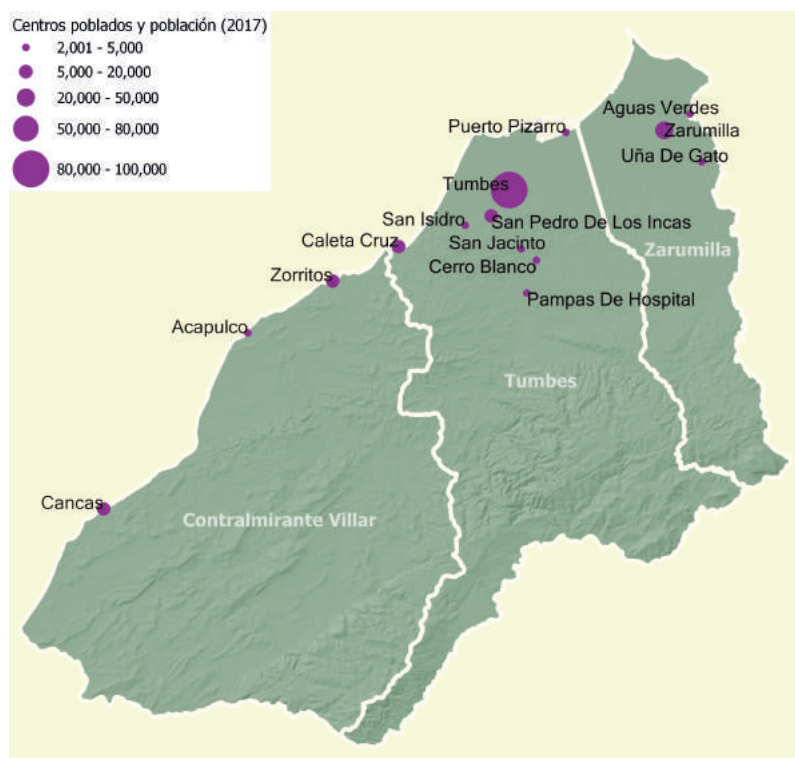 Centros poblados y población (2017)
2,001 - 5,000
5,000 - 20,000
20,000 - 50,000
50,000 - 80,000
80,000 - 100,000
Aguas Verdes
Puerto Pizarro
Zarumilla
Uña De Gato
Tumbes
San Isidro
San Pedro De Los Incas
Caleta Cruz
San Jacinto
Zarumilla
Cerro Blanco
Zorritos
Pampas De Hospital
Acapulco
Tumbes
Cancas
Contralmirante Villar